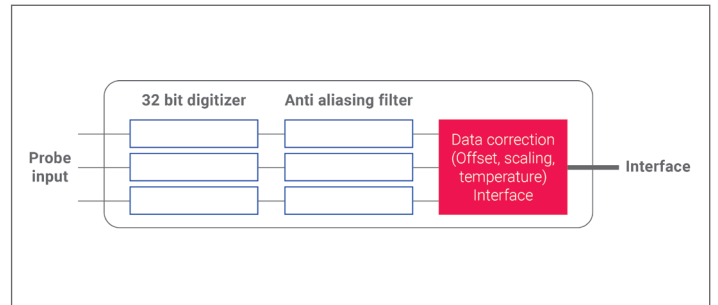 32 bit digitizer
Anti aliasing filter
Probe
input
Data correction
(Offset, scaling,
temperature)
Interface
Interface